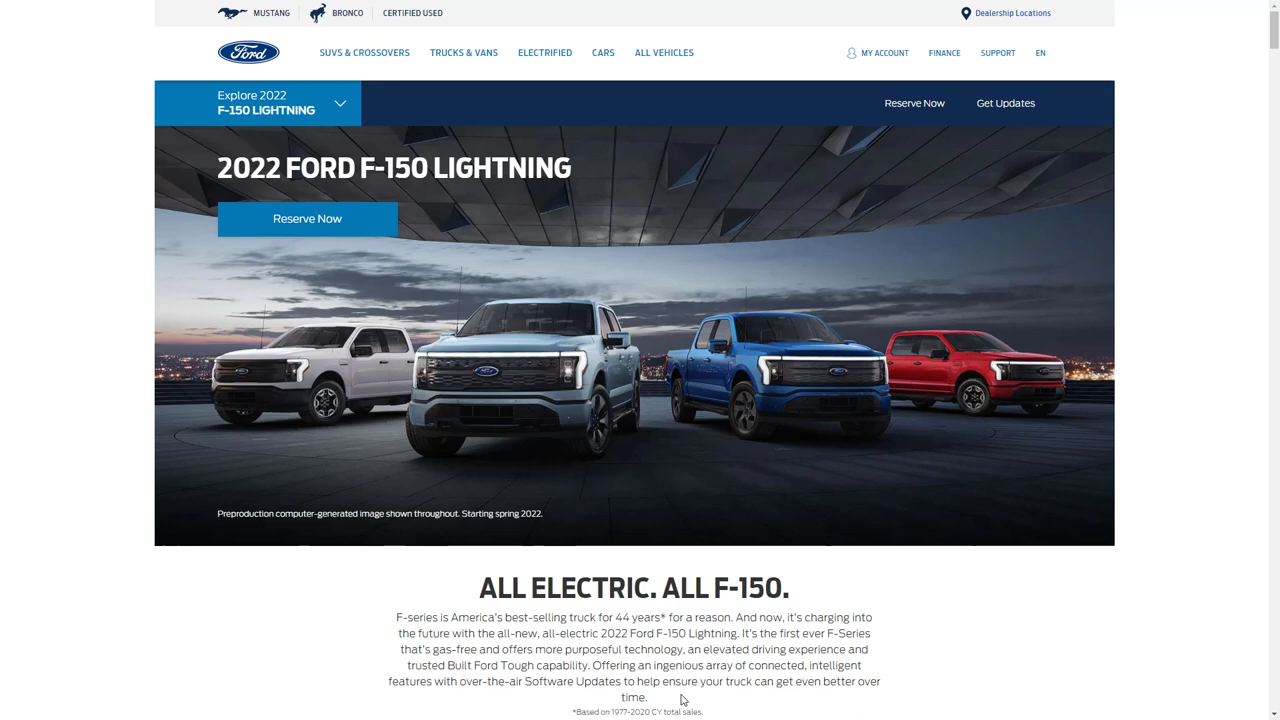 MUSTANG
BRONCO
CERTIFIED USED
Dealership Locations
Ford
SUVS & CROSSOVERS
TRUCKS & VANS
ELECTRIFIED
CARS
ALL VEHICLES
MY ACCOUNT
FINANCE
SUPPORT
EN
Explore 2022
F-150 LIGHTNING
Reserve Now
Get Updates
2022 FORD F-150 LIGHTNING
Reserve Now
Preproduction computer-generated image shown throughout. Starting spring 2022.
ALL ELECTRIC. ALL F-150.
F-series is America's best-selling truck for 44 years* for a reason. And now, it's charging into
the future with the all-new, all-electric 2022 Ford F-150 Lightning. It's the first ever F-Series
that's gas-free and offers more purposeful technology, an elevated driving experience and
trusted Built Ford Tough capability. Offering an ingenious array of connected, intelligent
features with over-the-air Software Updates to help ensure your truck can get even better over
time.
*Based on 1977-2020 CY total sales.